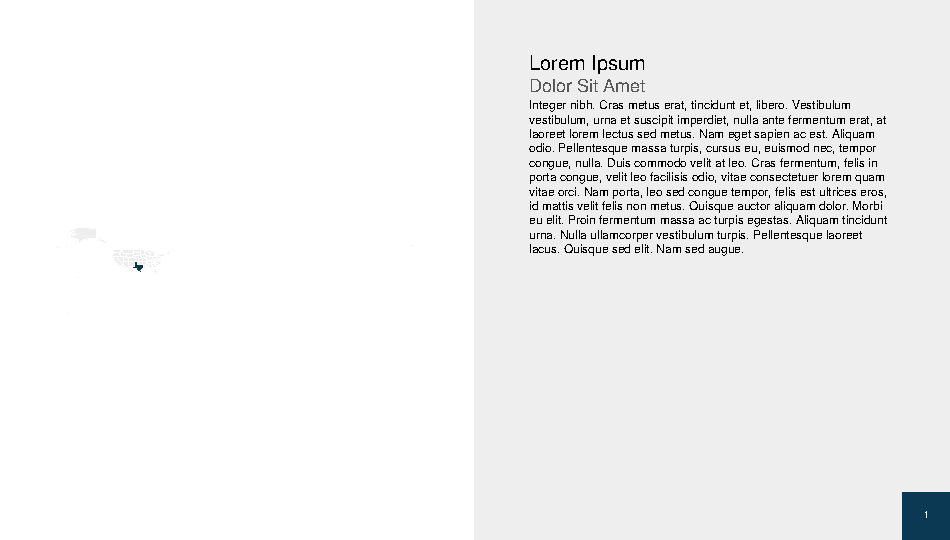 Lorem Ipsum
Dolor Sit Amet
Integer nibh. Cras metus erat, tincidunt et, libero. Vestibulum
vestibulum, urna et suscipit imperdiet, nulla ante fermentum erat, at
laoreet lorem lectus sed metus. Nam eget sapien ac est. Aliquam
odio. Pellentesque massa turpis, cursus eu, euismod nec, tempor
congue, nulla. Duis commodo velit at leo. Cras fermentum, felis in
porta congue, velit leo facilisis odio, vitae consectetuer lorem quam
vitae orci. Nam porta, leo sed congue tempor, felis est ultrices eros,
id mattis velit felis non metus. Quisque auctor aliquam dolor. Morbi
eu elit. Proin fermentum massa ac turpis egestas. Aliquam tincidunt
urna. Nulla ullamcorper vestibulum turpis. Pellentesque laoreet
lacus. Quisque sed elit. Nam sed augue.
1